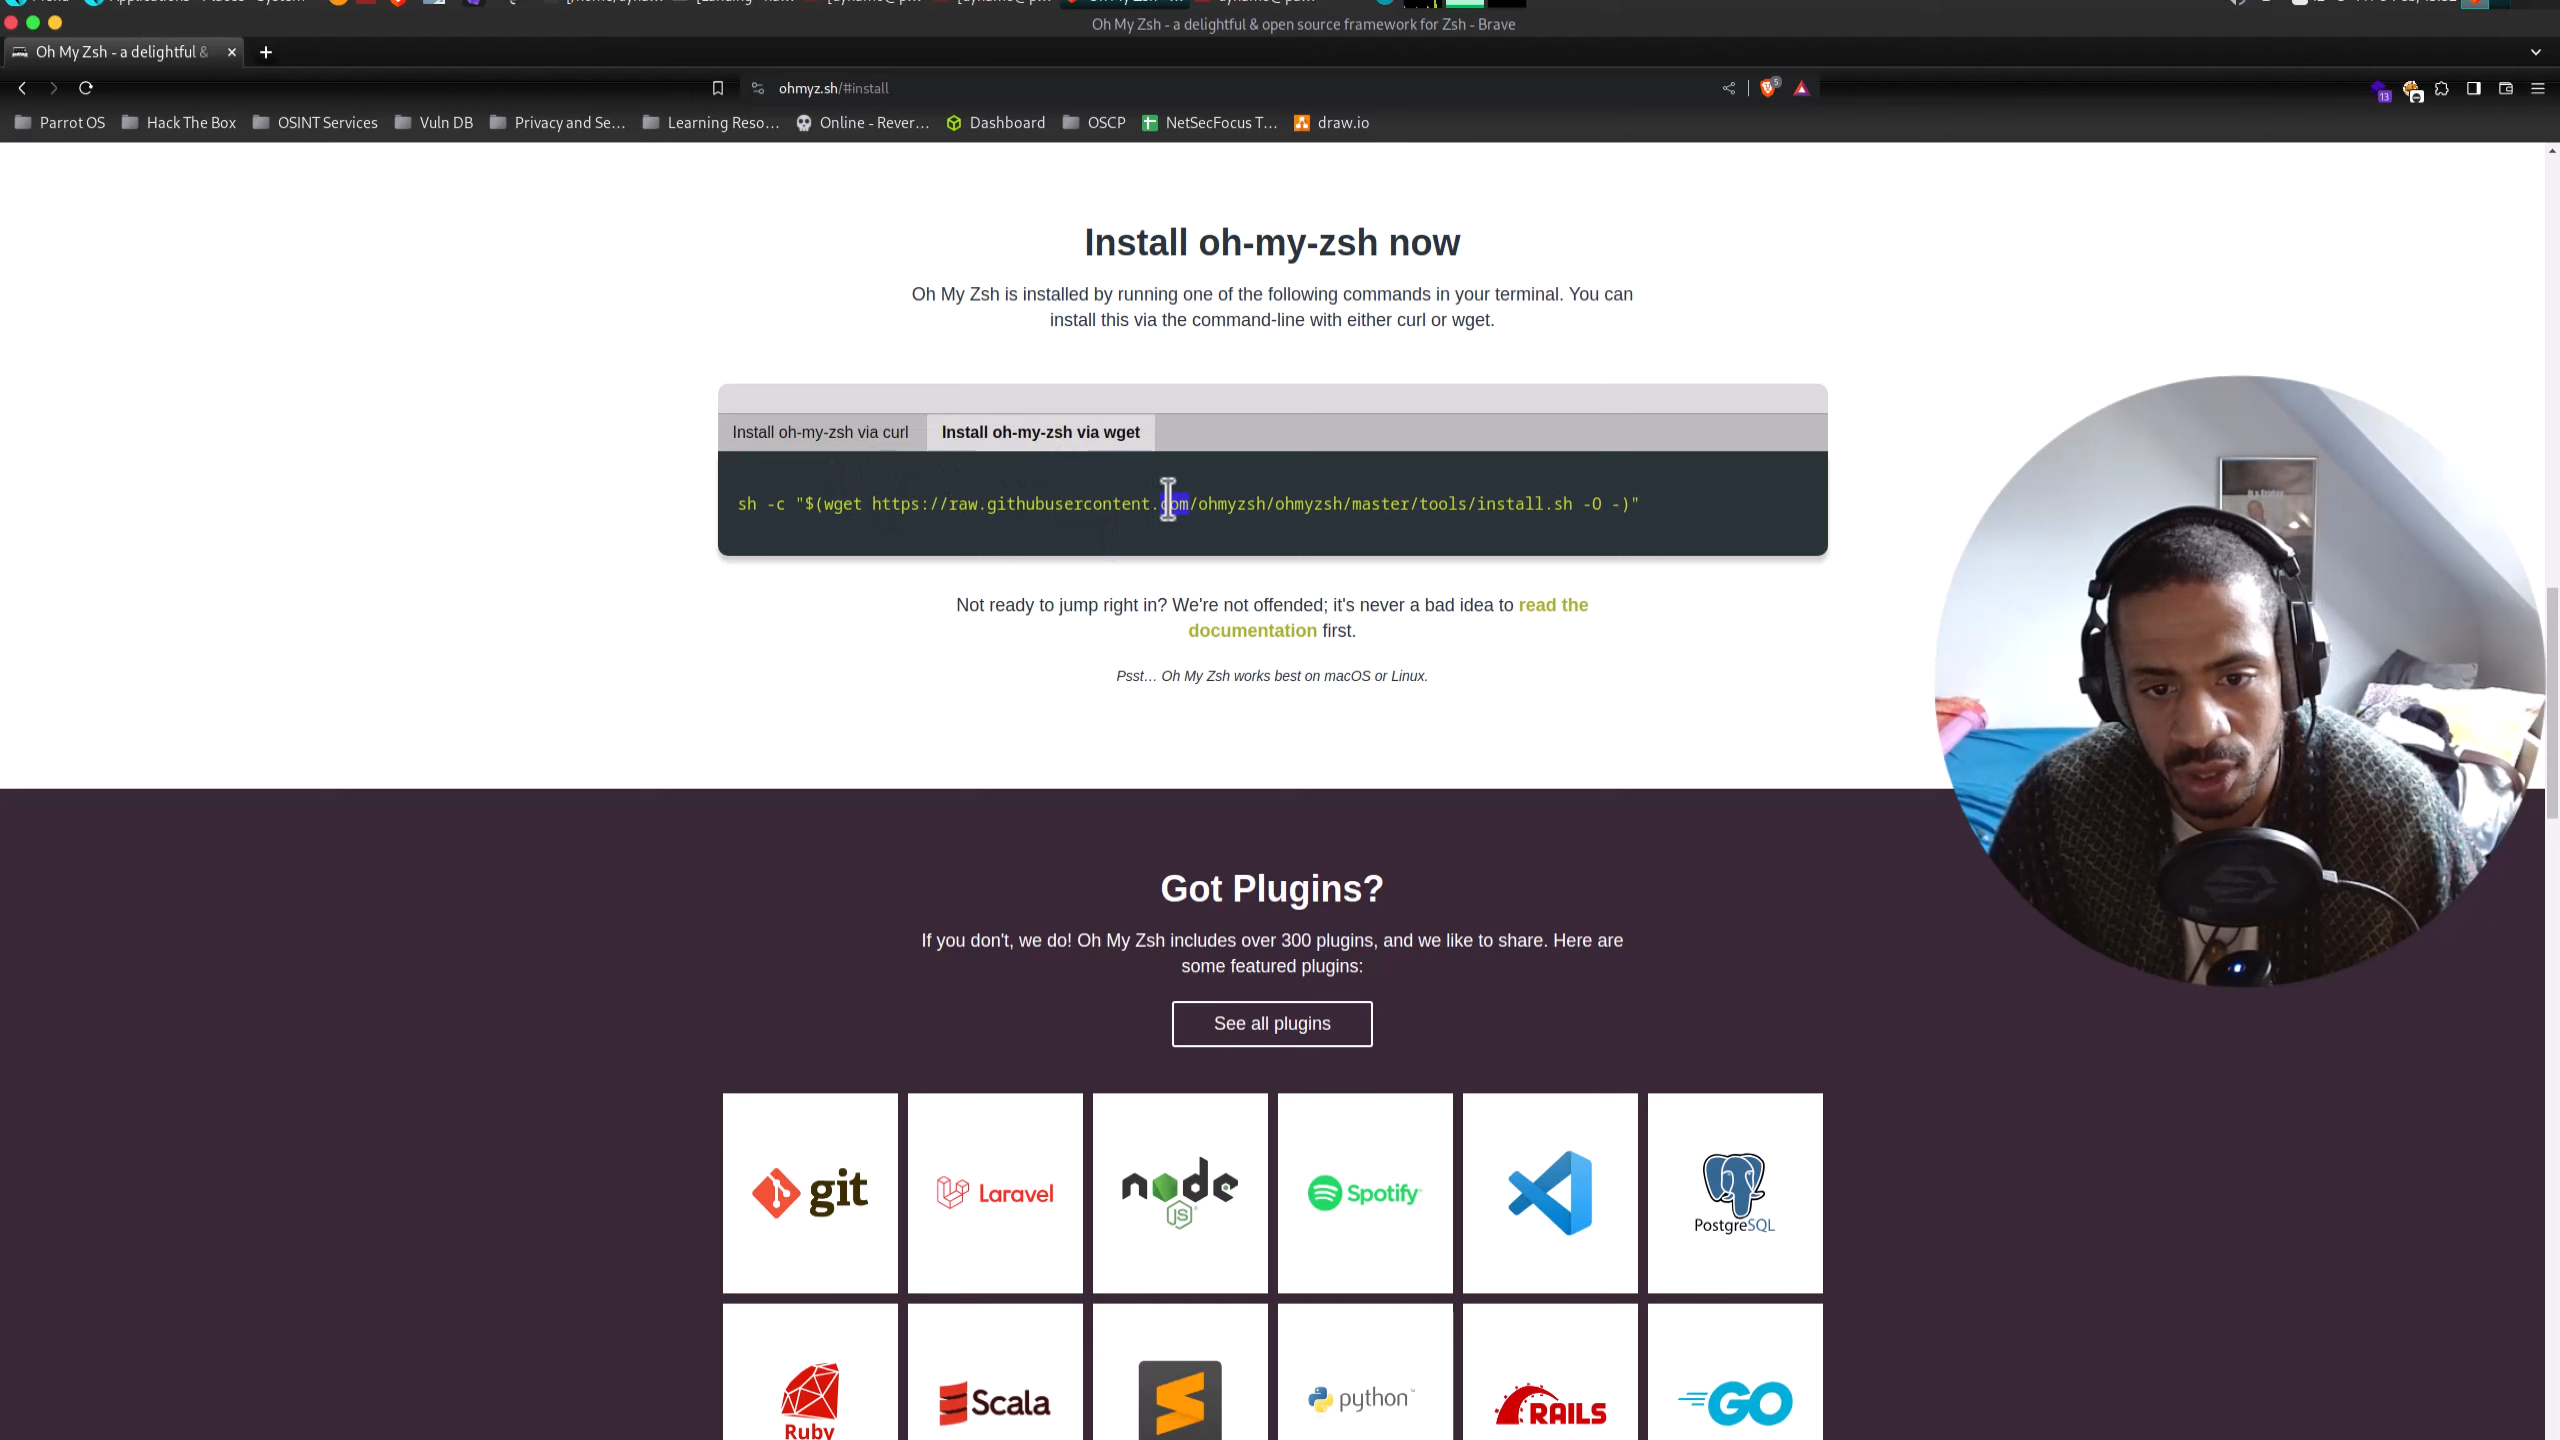 Oh My Zsh - a delightful & open source framework for Zsh - Brave
Oh My Zsh - a delightful &
ohmyz.sh/#install
5
13
Parrot OS
Hack The Box
OSINT Services
Vuln DB
Privacy and Se...
Learning Reso...
Online - Rever...
Dashboard
OSCP
NetSecFocus T...
draw.io
Install oh-my-zsh now
Oh My Zsh is installed by running one of the following commands in your terminal. You can
install this via the command-line with either curl or wget.
Install oh-my-zsh via curl
Install oh-my-zsh via wget
sh -c "$(wget https://raw.githubusercontent.com/ohmyzsh/ohmyzsh/master/tools/install.sh -O -)"
Not ready to jump right in? We're not offended; it's never a bad idea to read the
documentation first.
Psst… Oh My Zsh works best on macOS or Linux.
Got Plugins?
If you don't, we do! Oh My Zsh includes over 300 plugins, and we like to share. Here are
some featured plugins:
See all plugins
git
Laravel
node
JS
Spotify
PostgreSQL
Ruby
Scala
python
RAILS
GO